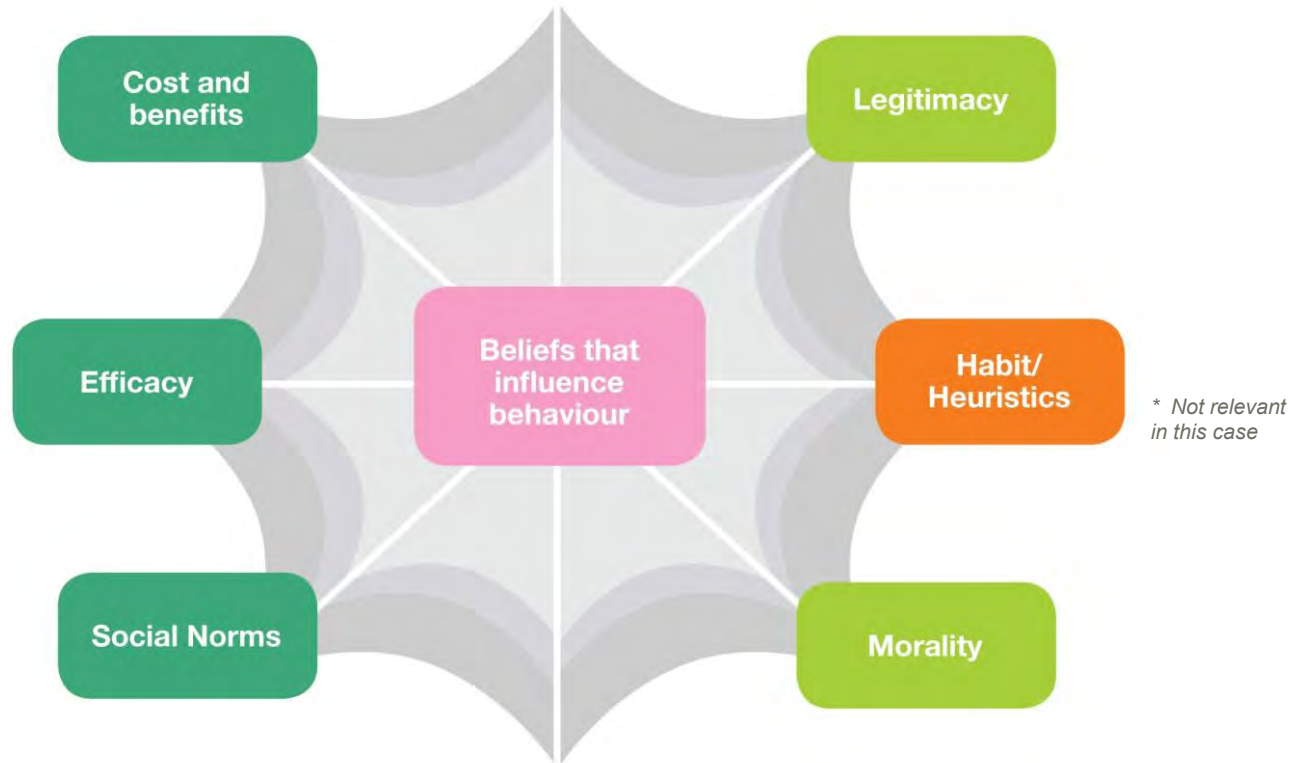 Cost and
benefits
Legitimacy
Efficacy
Beliefs that
influence
behaviour
Habit/
Heuristics
* Not relevant
in this case
Social Norms
Morality